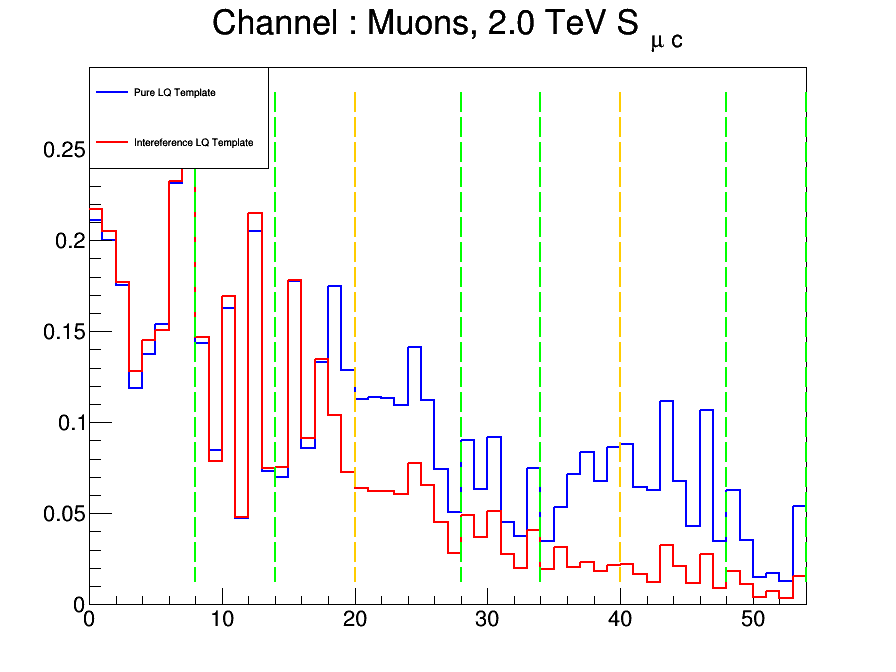 Channel : Muons, 2.0 TeV S μ c
Pure LQ Template
Intereference LQ Template
0.25
0.2
0.15
0.1
0.05
0
0 10 20 30 40 50